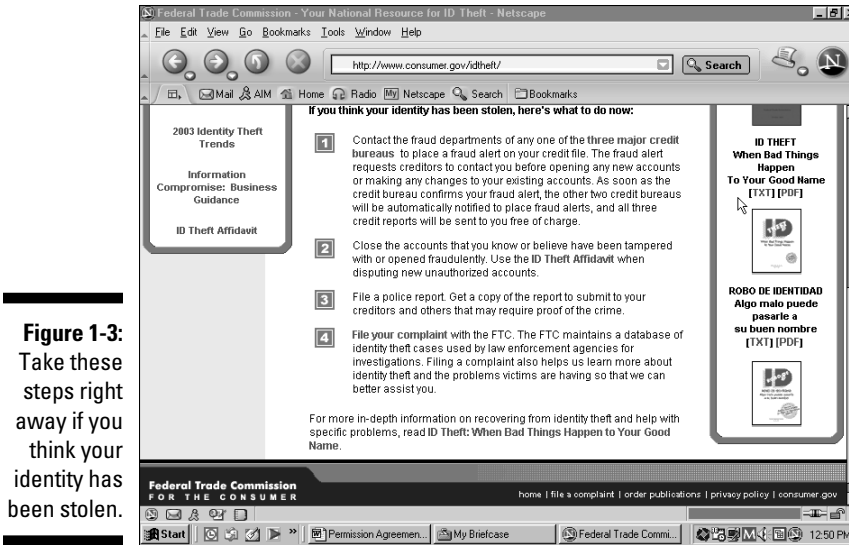 Federal Trade Commission - Your National Resource for ID Theft - Netscape
File Edit View Go Bookmarks Tools Window Help
http://www.consumer.gov/idtheft/
Search
Mail AIM Home Radio My Netscape Search Bookmarks
2003 Identity Theft
Trends
Information
Compromise: Business
Guidance
ID Theft Affidavit
If you think your identity has been stolen, here's what to do now:
1 Contact the fraud departments of any one of the three major credit
bureaus to place a fraud alert on your credit file. The fraud alert
requests creditors to contact you before opening any new accounts
or making any changes to your existing accounts. As soon as the
credit bureau confirms your fraud alert, the other two credit bureaus
will be automatically notified to place fraud alerts, and all three
credit reports will be sent to you free of charge.
2 Close the accounts that you know or believe have been tampered
with or opened fraudulently. Use the ID Theft Affidavit when
disputing new unauthorized accounts.
3 File a police report. Get a copy of the report to submit to your
creditors and others that may require proof of the crime.
4 File your complaint with the FTC. The FTC maintains a database of
identity theft cases used by law enforcement agencies for
investigations. Filing a complaint also helps us learn more about
identity theft and the problems victims are having so that we can
better assist you.
For more in-depth information on recovering from identity theft and help with
specific problems, read ID Theft: When Bad Things Happen to Your Good
Name.
ID THEFT
When Bad Things
Happen
To Your Good Name
[TXT] [PDF]
ROBO DE IDENTIDAD
Algo malo puede
pasarle a
su buen nombre
[TXT] [PDF]
Federal Trade Commission
FOR THE CONSUMER
home | file a complaint | order publications | privacy policy | consumer.gov
Start
Permission Agreemen...
My Briefcase
Federal Trade Commi...
12:50 PM
Figure 1-3:
Take these
steps right
away if you
think your
identity has
been stolen.